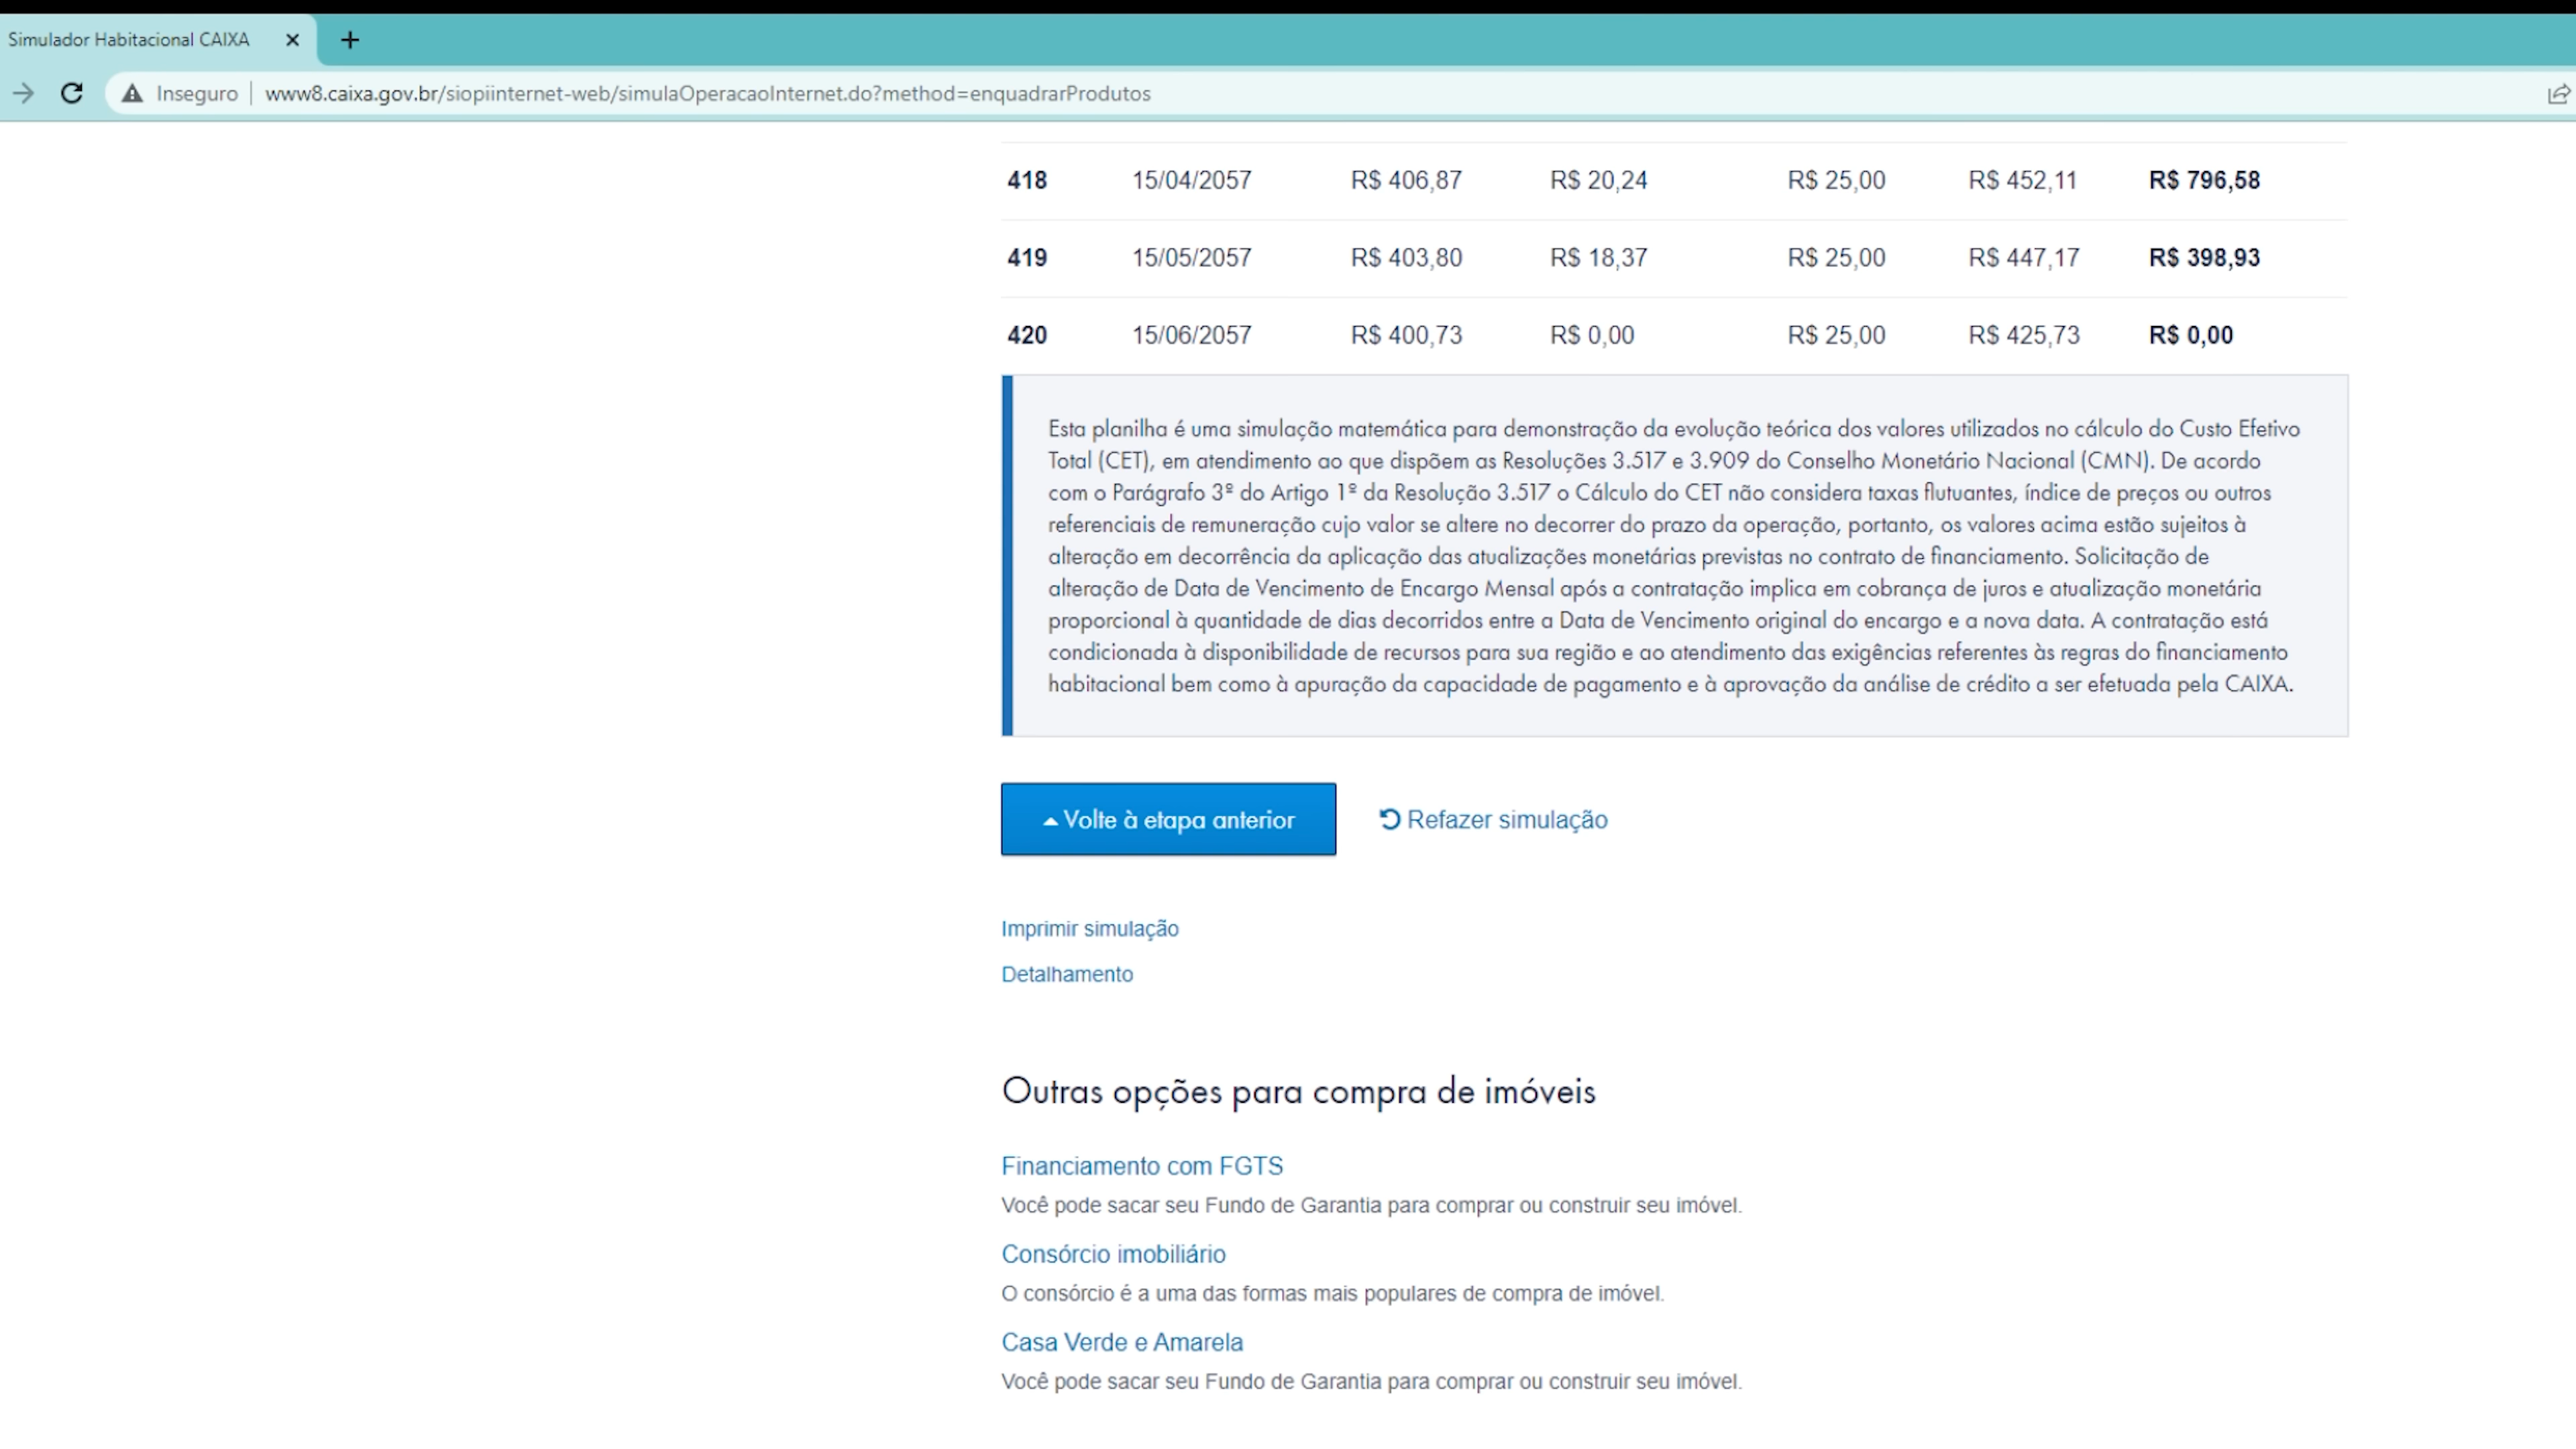 Simulador Habitacional CAIXA
Inseguro www8.caixa.gov.br/siopiinternet-web/simulaOperacaoInternet.do?method=enquadrarProdutos
418 15/04/2057 R$ 406,87 R$ 20,24 R$ 25,00 R$ 452,11 R$ 796,58
419 15/05/2057 R$ 403,80 R$ 18,37 R$ 25,00 R$ 447,17 R$ 398,93
420 15/06/2057 R$ 400,73 R$ 0,00 R$ 25,00 R$ 425,73 R$ 0,00
Esta planilha é uma simulação matemática para demonstração da evolução teórica dos valores utilizados no cálculo do Custo Efetivo
Total (CET), em atendimento ao que dispõem as Resoluções 3.517 e 3.909 do Conselho Monetário Nacional (CMN). De acordo
com o Parágrafo 3º do Artigo 1º da Resolução 3.517 o Cálculo do CET não considera taxas flutuantes, índice de preços ou outros
referenciais de remuneração cujo valor se altere no decorrer do prazo da operação, portanto, os valores acima estão sujeitos à
alteração em decorrência da aplicação das atualizações monetárias previstas no contrato de financiamento. Solicitação de
alteração de Data de Vencimento de Encargo Mensal após a contratação implica em cobrança de juros e atualização monetária
proporcional à quantidade de dias decorridos entre a Data de Vencimento original do encargo e a nova data. A contratação está
condicionada à disponibilidade de recursos para sua região e ao atendimento das exigências referentes às regras do financiamento
habitacional bem como à apuração da capacidade de pagamento e à aprovação da análise de crédito a ser efetuada pela CAIXA.
Volte à etapa anterior Refazer simulação
Imprimir simulação
Detalhamento
Outras opções para compra de imóveis
Financiamento com FGTS
Você pode sacar seu Fundo de Garantia para comprar ou construir seu imóvel.
Consórcio imobiliário
O consórcio é a uma das formas mais populares de compra de imóvel.
Casa Verde e Amarela
Você pode sacar seu Fundo de Garantia para comprar ou construir seu imóvel.